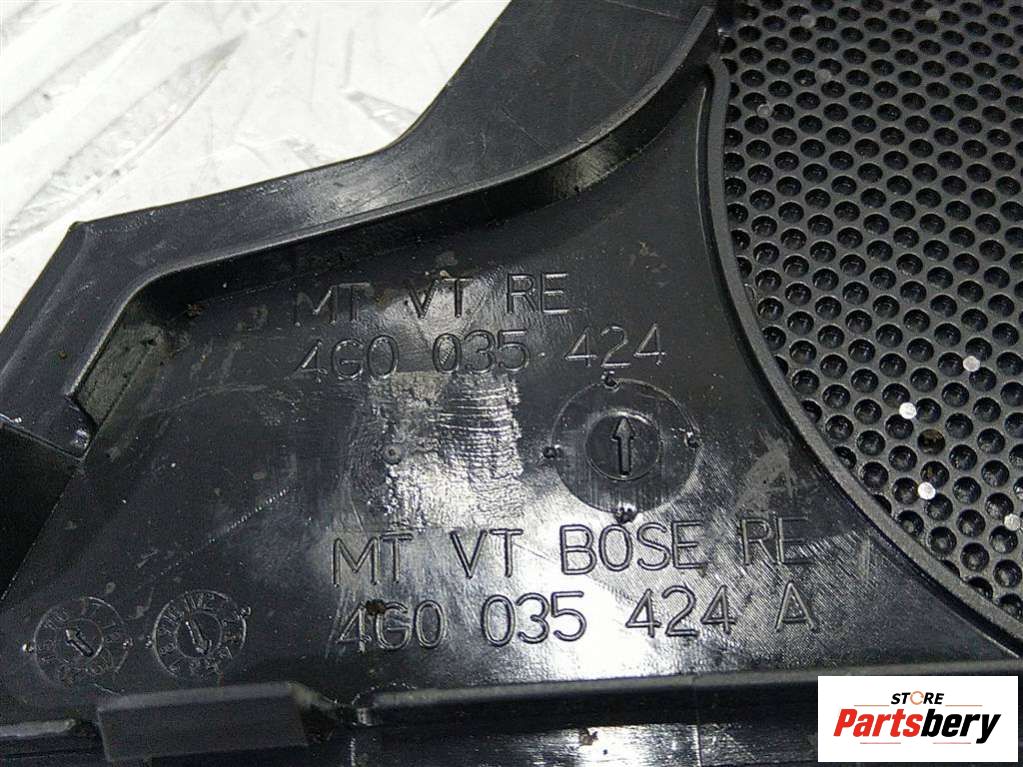 MT VT RE
4G0 035 424
MT VT BOSE RE
4G0 035 424 A
STORE
Partsbery